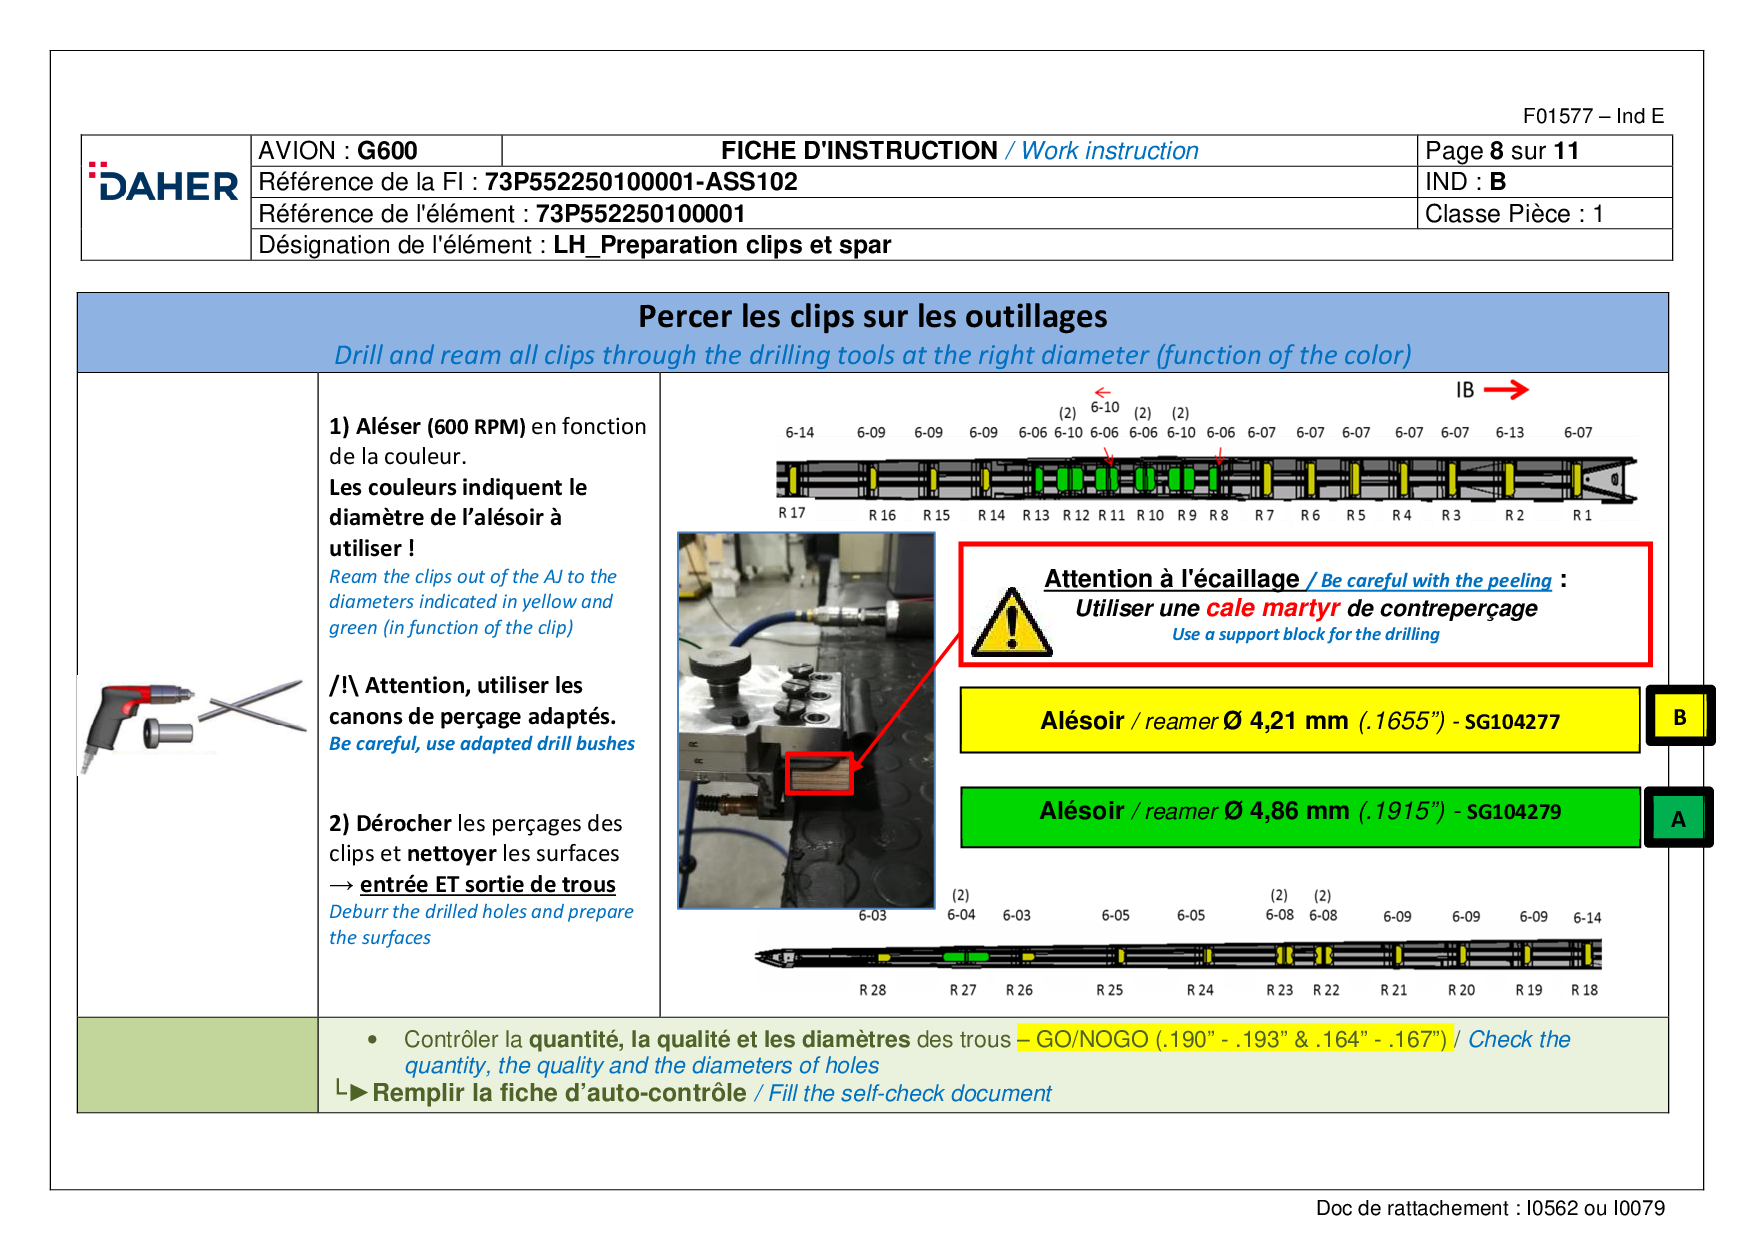 F01577 – Ind E
DAHER
AVION : G600
FICHE D'INSTRUCTION / Work instruction
Page 8 sur 11
Référence de la FI : 73P552250100001-ASS102
IND : B
Référence de l'élément : 73P552250100001
Classe Pièce : 1
Désignation de l'élément : LH_Preparation clips et spar
Percer les clips sur les outillages
Drill and ream all clips through the drilling tools at the right diameter (function of the color)
1) Aléser (600 RPM) en fonction
de la couleur.
Les couleurs indiquent le
diamètre de l’alésoir à
utiliser !
Ream the clips out of the AJ to the
diameters indicated in yellow and
green (in function of the clip)
/!\ Attention, utiliser les
canons de perçage adaptés.
Be careful, use adapted drill bushes
2) Dérocher les perçages des
clips et nettoyer les surfaces
→ entrée ET sortie de trous
Deburr the drilled holes and prepare
the surfaces
IB
(2) 6-10 (2) (2)
6-14 6-09 6-09 6-09 6-06 6-10 6-06 6-06 6-10 6-06 6-07 6-07 6-07 6-07 6-07 6-13 6-07
R 17 R 16 R 15 R 14 R 13 R 12 R 11 R 10 R 9 R 8 R 7 R 6 R 5 R 4 R 3 R 2 R 1
Attention à l'écaillage / Be careful with the peeling :
Utiliser une cale martyr de contreperçage
Use a support block for the drilling
Alésoir / reamer Ø 4,21 mm (.1655”) - SG104277
B
Alésoir / reamer Ø 4,86 mm (.1915”) - SG104279
A
(2) (2) (2)
6-03 6-04 6-03 6-05 6-05 6-08 6-08 6-09 6-09 6-09 6-14
R 28 R 27 R 26 R 25 R 24 R 23 R 22 R 21 R 20 R 19 R 18
• Contrôler la quantité, la qualité et les diamètres des trous – GO/NOGO (.190” - .193” & .164” - .167”) / Check the
quantity, the quality and the diameters of holes
└►Remplir la fiche d’auto-contrôle / Fill the self-check document
Doc de rattachement : I0562 ou I0079